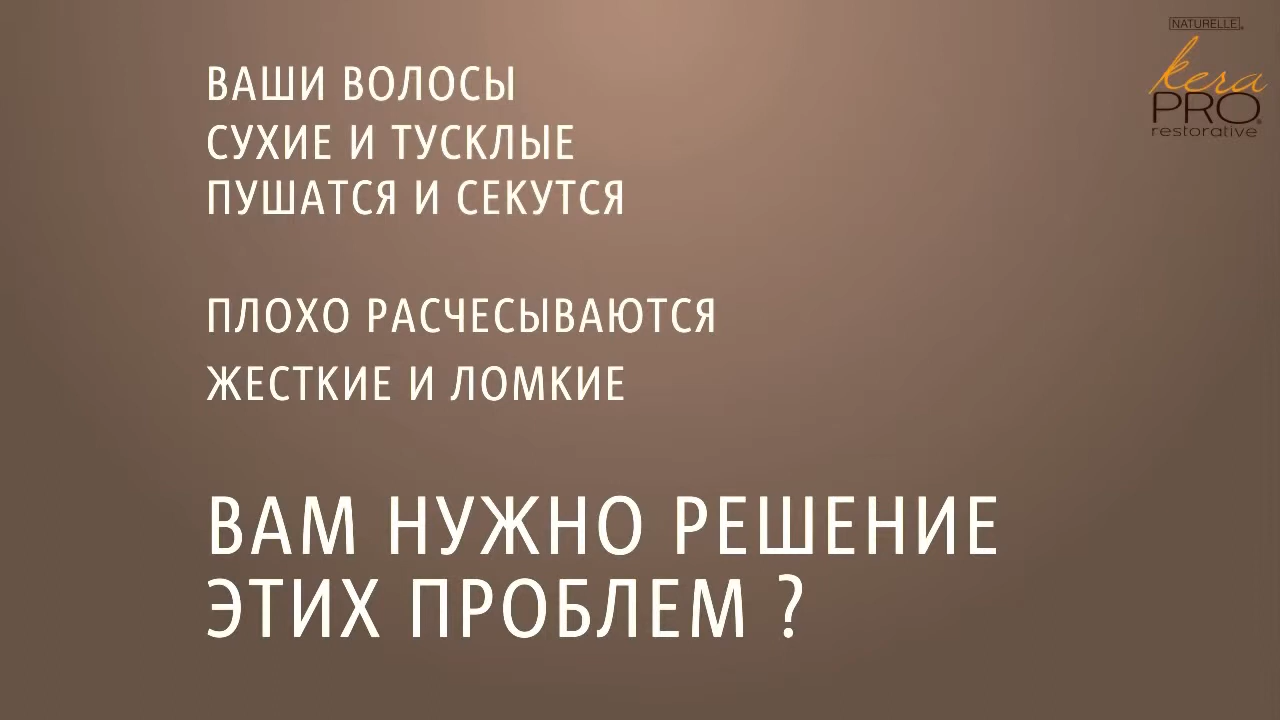 NATURELLE
kera
PRO
restorative
ВАШИ ВОЛОСЫ
СУХИЕ И ТУСКЛЫЕ
ПУШАТСЯ И СЕКУТСЯ
ПЛОХО РАСЧЕСЫВАЮТСЯ
ЖЕСТКИЕ И ЛОМКИЕ
ВАМ НУЖНО РЕШЕНИЕ
ЭТИХ ПРОБЛЕМ ?